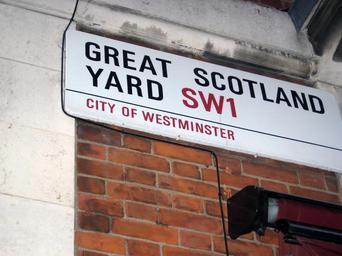 GREAT SCOTLAND
YARD SW1
CITY OF WESTMINSTER